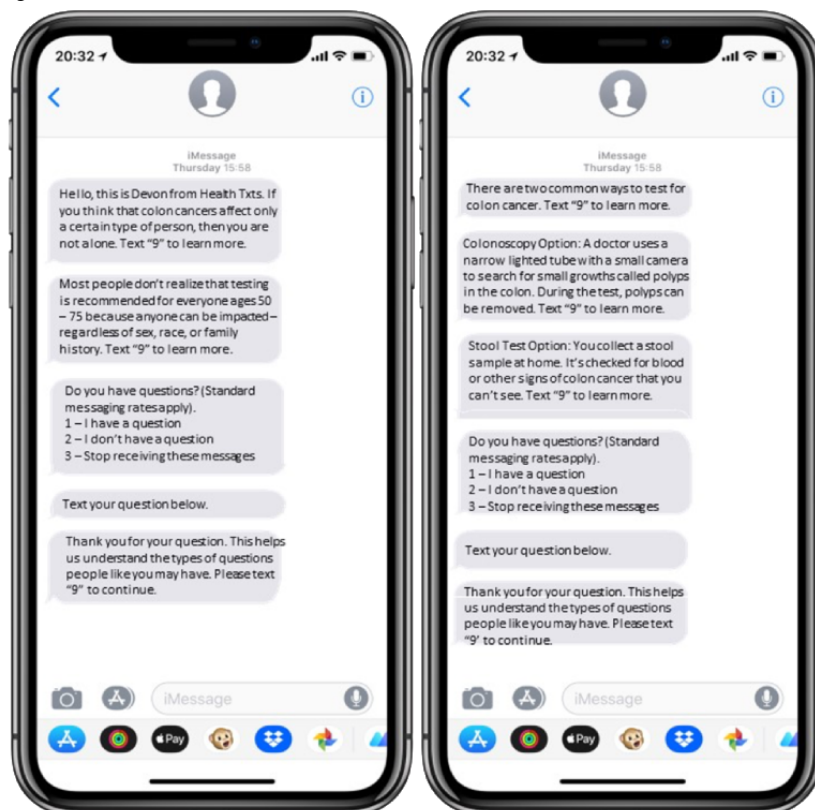 20:32
iMessage
Thursday 15:58
Hello, this is Devon from Health Txts. If
you think that colon cancers affect only
a certain type of person, then you are
not alone. Text “9” to learn more.
Most people don’t realize that testing
is recommended for everyone ages 50
– 75 because anyone can be impacted –
regardless of sex, race, or family
history. Text “9” to learn more.
Do you have questions? (Standard
messaging rates apply).
1 – I have a question
2 – I don’t have a question
3 – Stop receiving these messages
Text your question below.
Thank you for your question. This helps
us understand the types of questions
people like you may have. Please text
“9” to continue.
iMessage
Pay
20:32
iMessage
Thursday 15:58
There are two common ways to test for
colon cancer. Text “9” to learn more.
Colonoscopy Option: A doctor uses a
narrow lighted tube with a small camera
to search for small growths called polyps
in the colon. During the test, polyps can
be removed. Text “9” to learn more.
Stool Test Option: You collect a stool
sample at home. It’s checked for blood
or other signs of colon cancer that you
can’t see. Text “9” to learn more.
Do you have questions? (Standard
messaging rates apply).
1 – I have a question
2 – I don’t have a question
3 – Stop receiving these messages
Text your question below.
Thank you for your question. This helps
us understand the types of questions
people like you may have. Please text
“9’ to continue.
iMessage
Pay